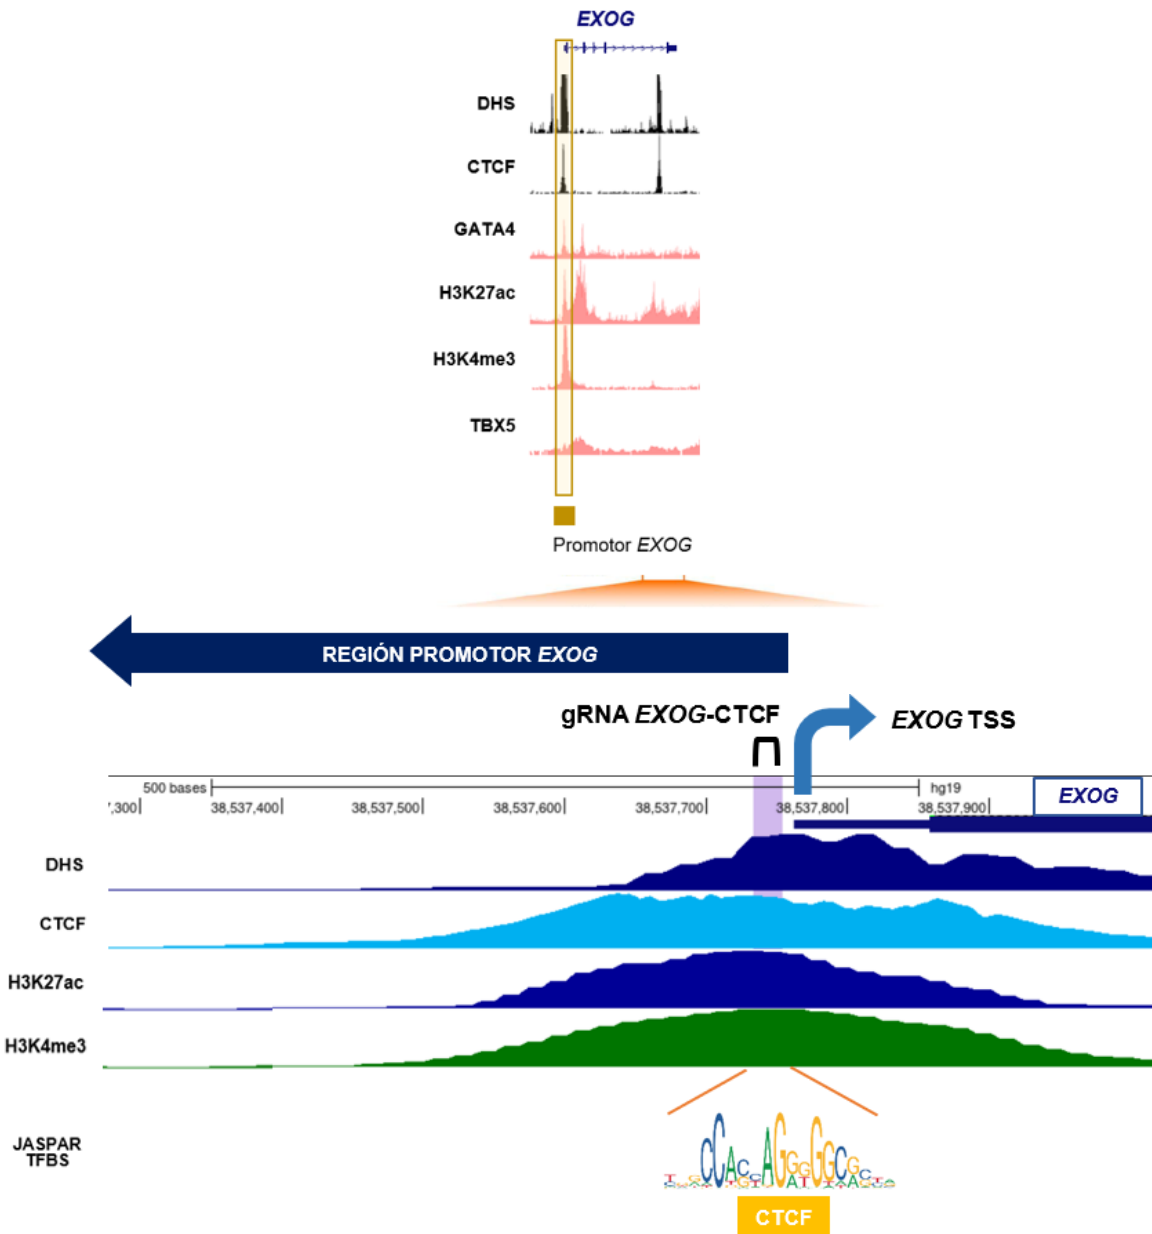 EXOG
DHS
CTCF
GATA4
H3K27ac
H3K4me3
TBX5
Promotor EXOG
REGIÓN PROMOTOR EXOG
gRNA EXOG-CTCF
EXOG TSS
500 bases
hg19
EXOG
,300
38,537,400
38,537,500
38,537,600
38,537,700
38,537,800
38,537,900
DHS
CTCF
H3K27ac
H3K4me3
JASPAR
TFBS
CTCF